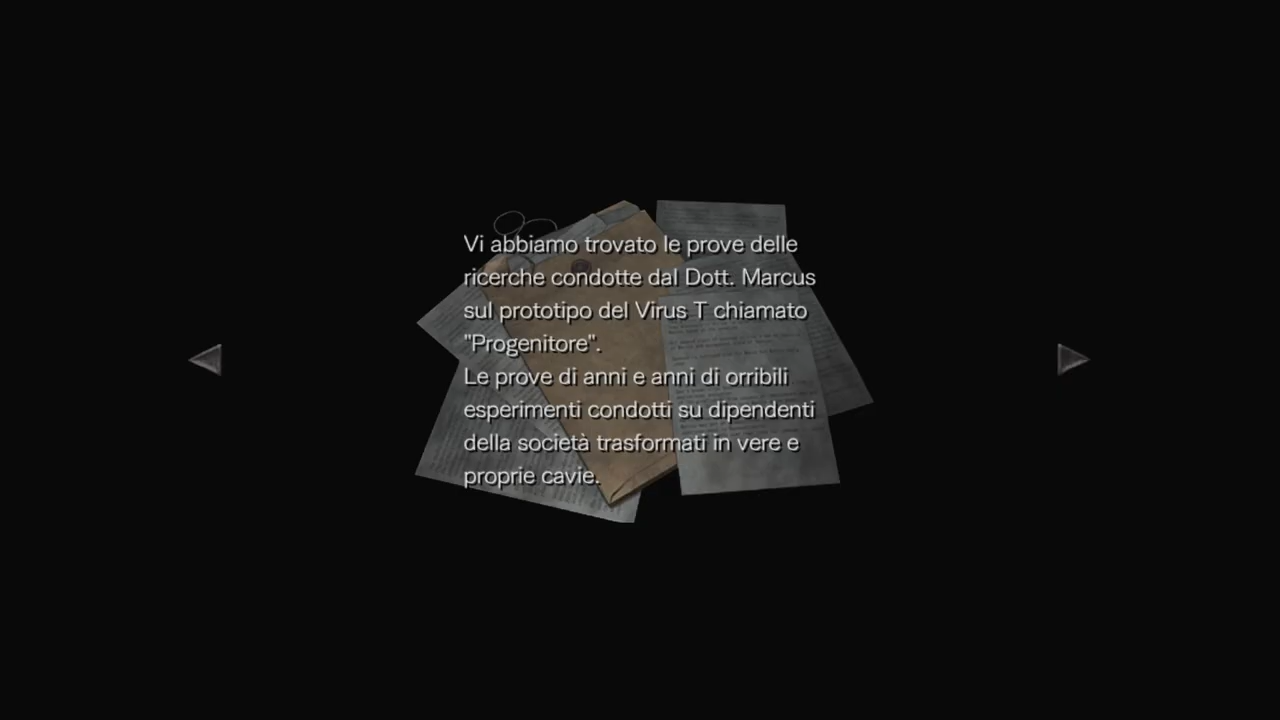 Vi abbiamo trovato le prove delle
ricerche condotte dal Dott. Marcus
sul prototipo del Virus T chiamato
"Progenitore".
Le prove di anni e anni di orribili
esperimenti condotti su dipendenti
della società trasformati in vere e
proprie cavie.